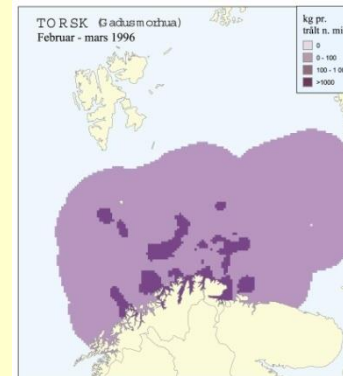 TORSK (Gadusmorhua)
Februar - mars 1996
kg pr.
trålt n. mi
0
0 - 100
100 - 1 00
>1000